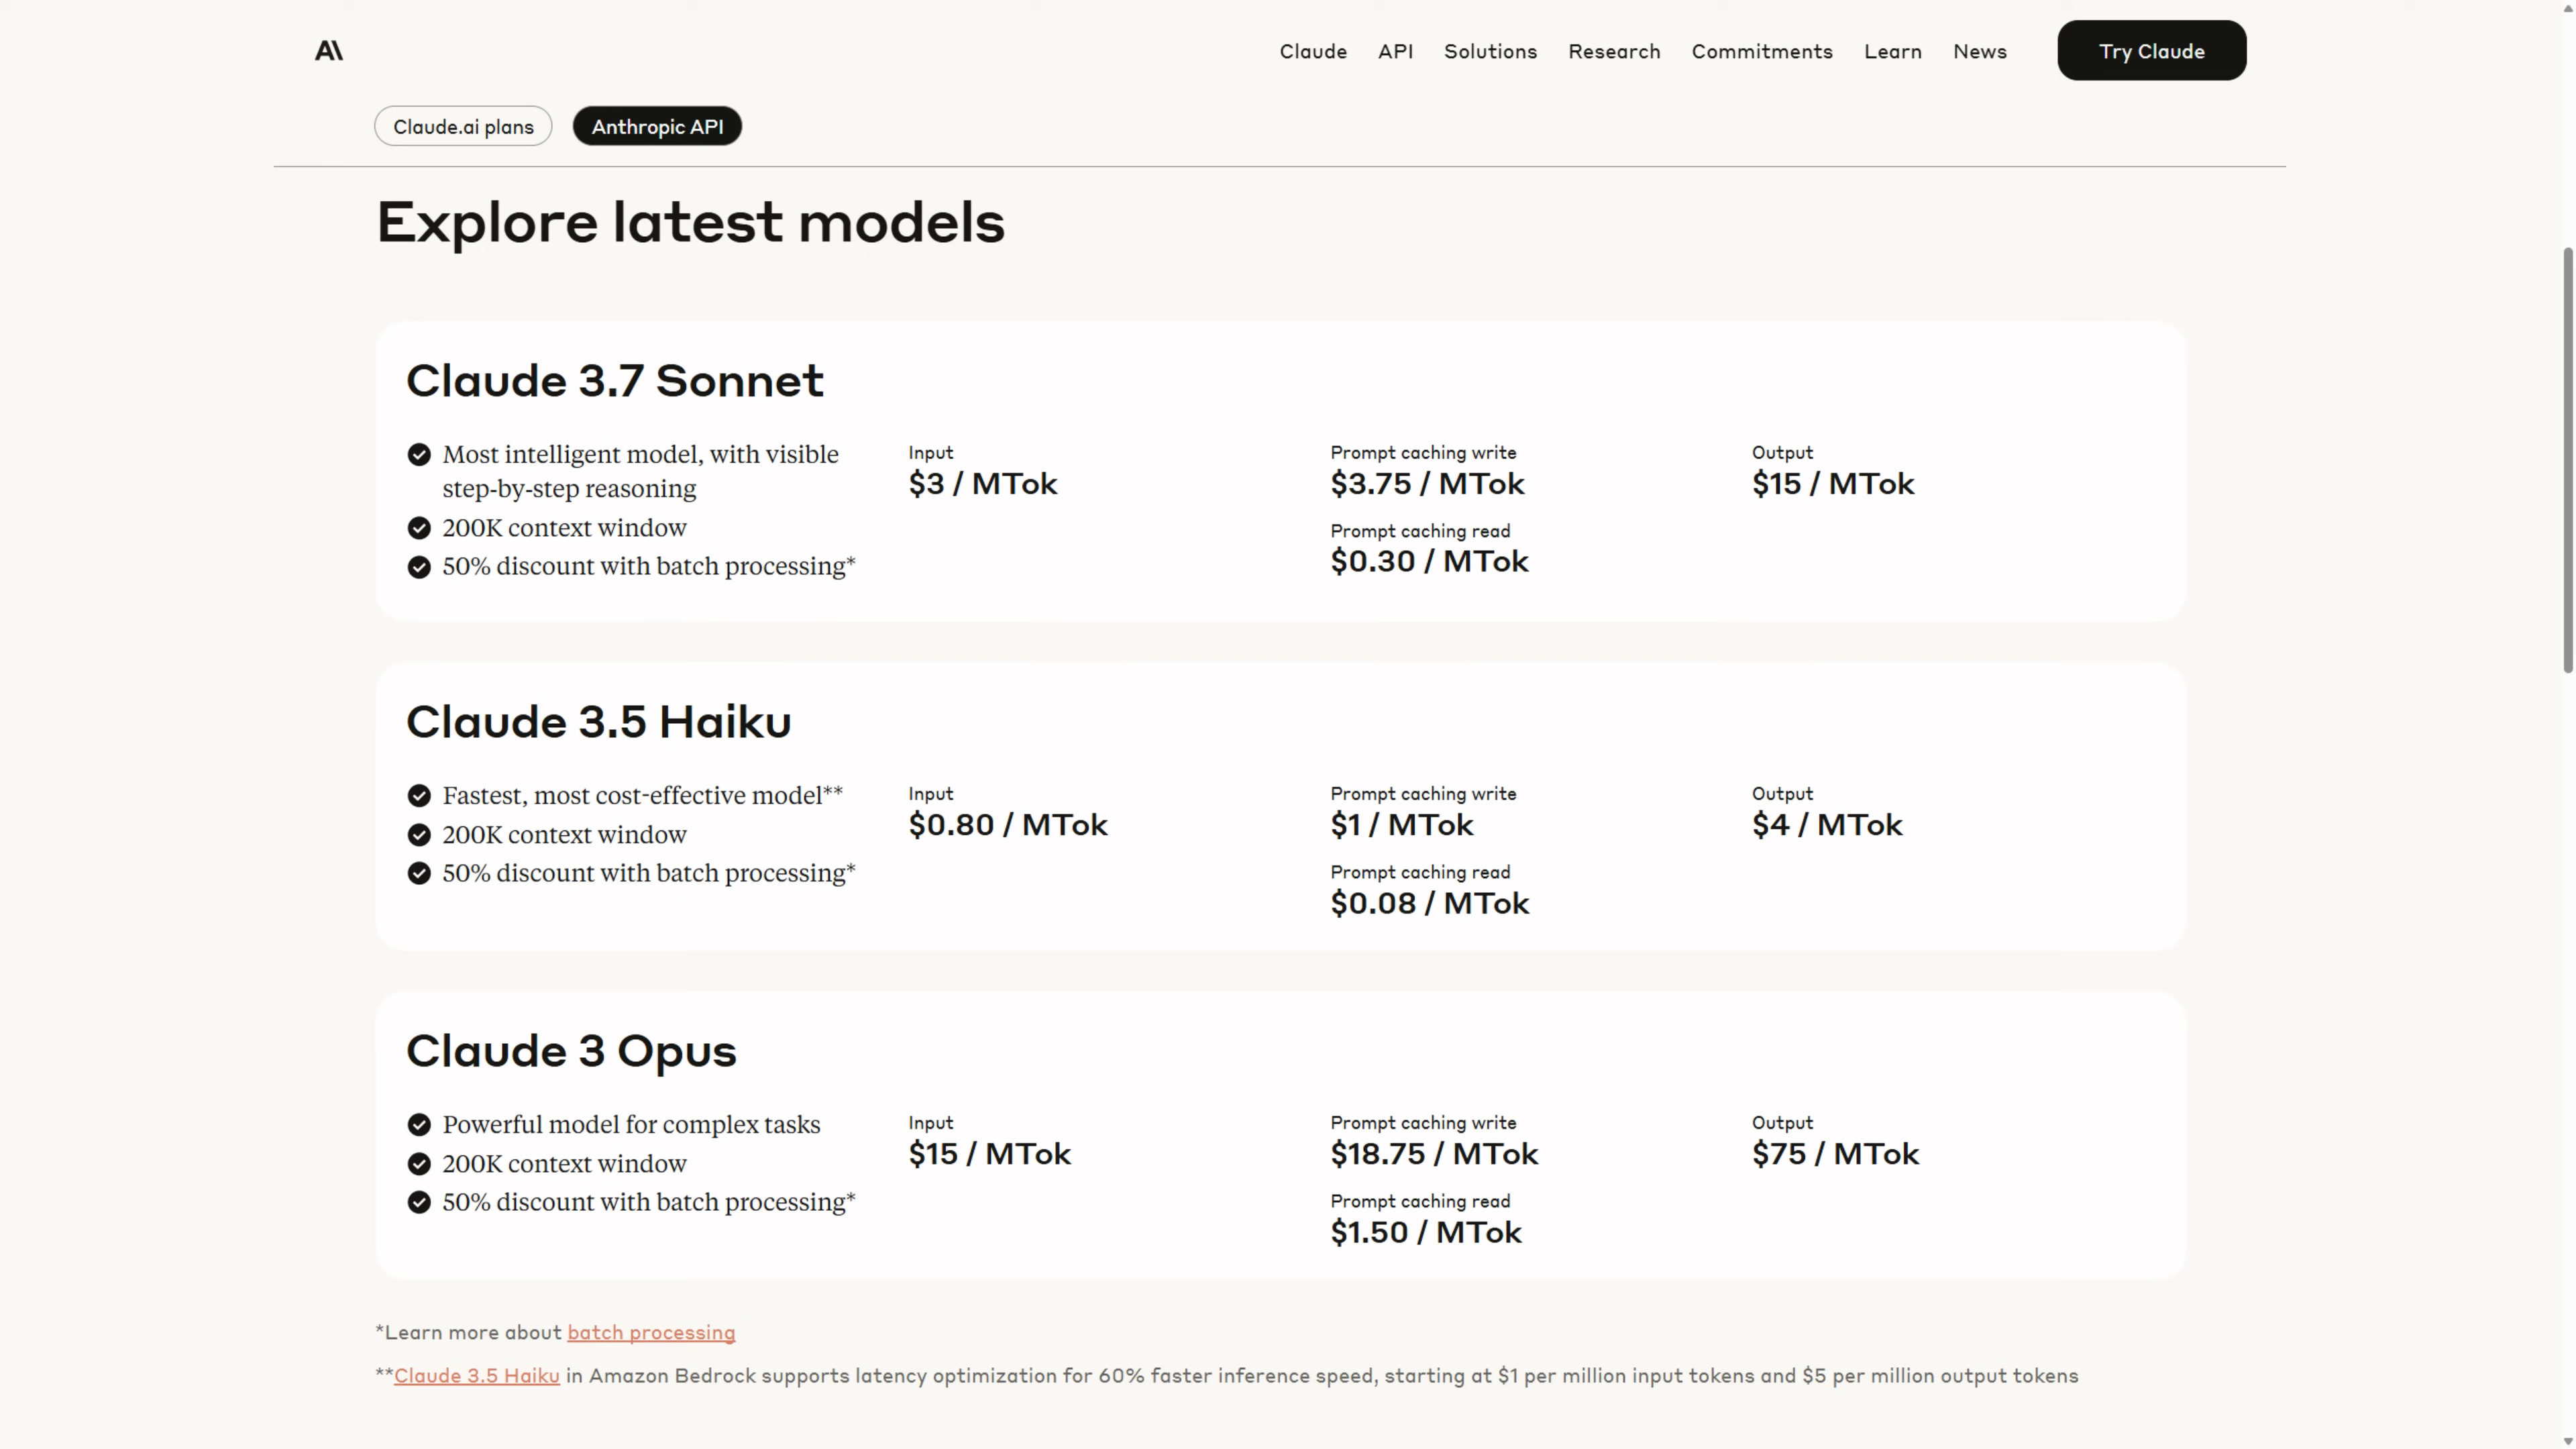 A\
Claude API Solutions Research Commitments Learn News Try Claude
Claude.ai plans Anthropic API
Explore latest models
Claude 3.7 Sonnet
Most intelligent model, with visible
step-by-step reasoning
200K context window
50% discount with batch processing*
Input
$3 / MTok
Prompt caching write
$3.75 / MTok
Prompt caching read
$0.30 / MTok
Output
$15 / MTok
Claude 3.5 Haiku
Fastest, most cost-effective model**
200K context window
50% discount with batch processing*
Input
$0.80 / MTok
Prompt caching write
$1 / MTok
Prompt caching read
$0.08 / MTok
Output
$4 / MTok
Claude 3 Opus
Powerful model for complex tasks
200K context window
50% discount with batch processing*
Input
$15 / MTok
Prompt caching write
$18.75 / MTok
Prompt caching read
$1.50 / MTok
Output
$75 / MTok
*Learn more about batch processing
**Claude 3.5 Haiku in Amazon Bedrock supports latency optimization for 60% faster inference speed, starting at $1 per million input tokens and $5 per million output tokens